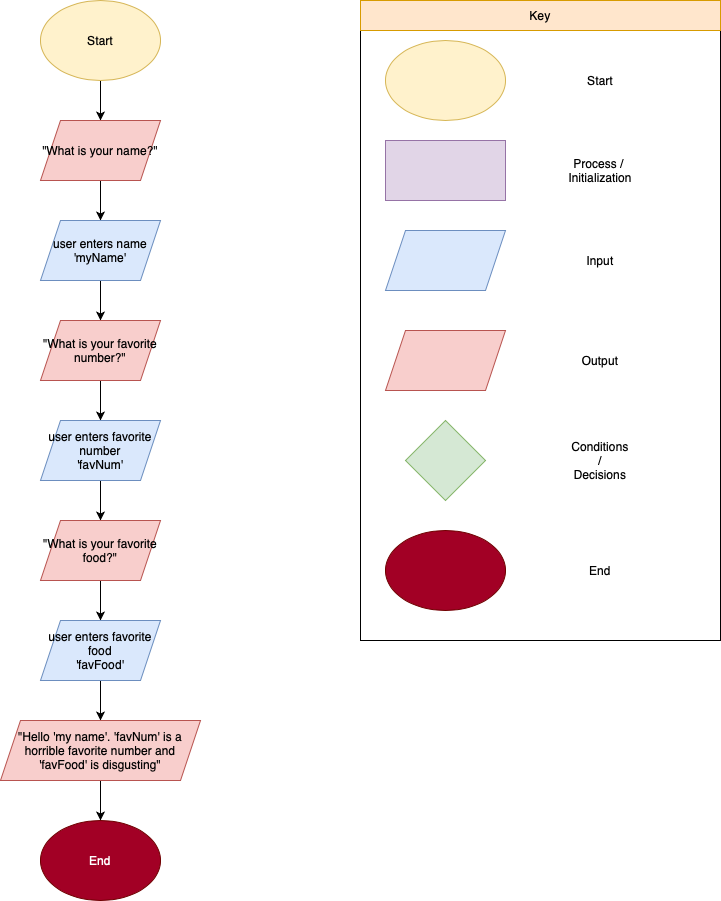 Start
"What is your name?"
user enters name
'myName'
"What is your favorite
number?"
user enters favorite
number
'favNum'
"What is your favorite
food?"
user enters favorite
food
'favFood'
"Hello 'my name'. 'favNum' is a
horrible favorite number and
'favFood' is disgusting"
End
Key
Start
Process /
Initialization
Input
Output
Conditions
/
Decisions
End